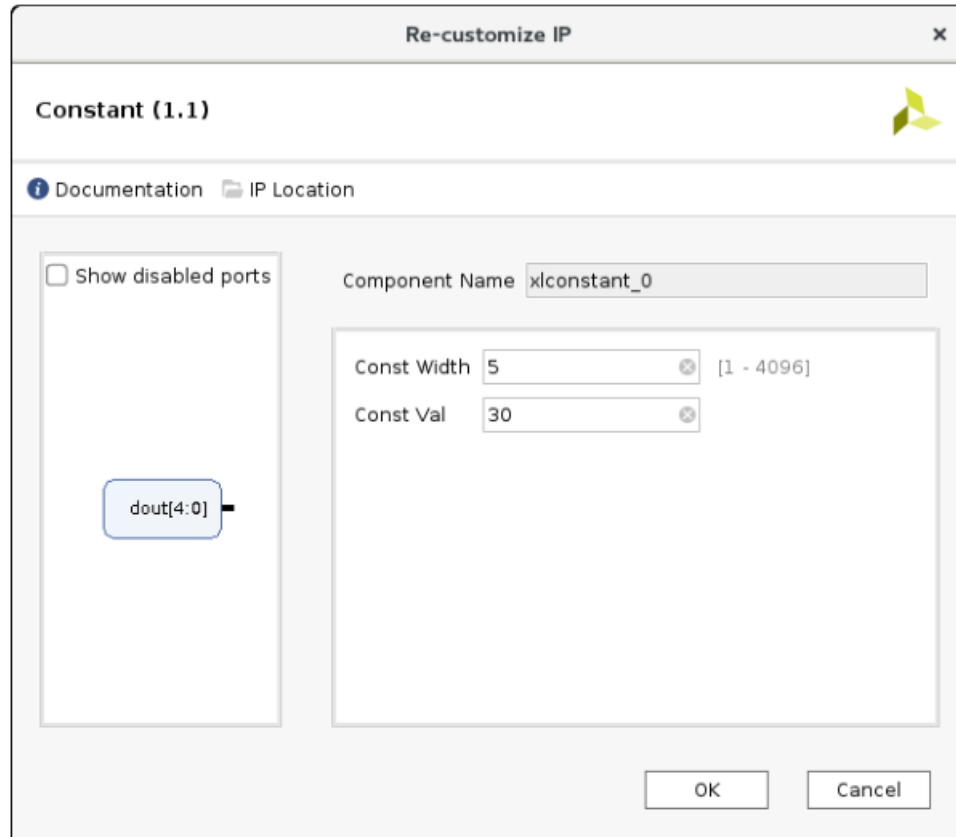 Re-customize IP
Constant (1.1)
Documentation IP Location
Show disabled ports
dout[4:0]
Component Name xlconstant_0
Const Width 5 [1 - 4096]
Const Val 30
OK Cancel